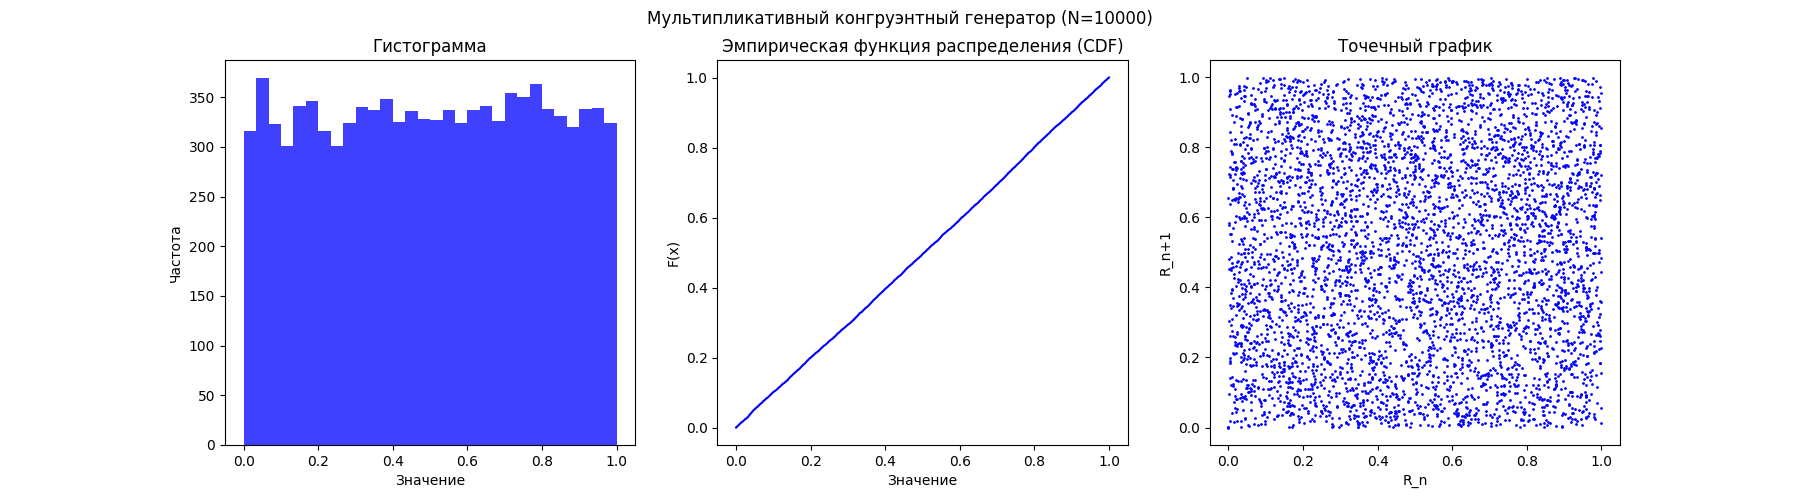 Мультипликативный конгруэнтный генератор (N=10000)
Гистограмма
Частота
350
300
250
200
150
100
50
0
0.0 0.2 0.4 0.6 0.8 1.0
Значение
Эмпирическая функция распределения (CDF)
F(x)
1.0
0.8
0.6
0.4
0.2
0.0
0.0 0.2 0.4 0.6 0.8 1.0
Значение
Точечный график
R_n+1
1.0
0.8
0.6
0.4
0.2
0.0
0.0 0.2 0.4 0.6 0.8 1.0
R_n